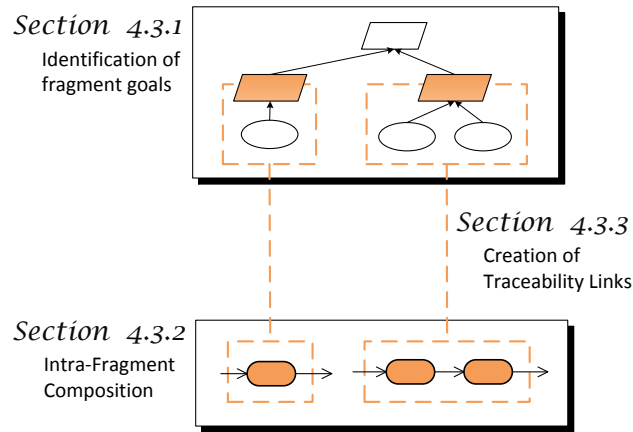 Section 4.3.1
Identification of
fragment goals
Section 4.3.3
Creation of
Traceability Links
Section 4.3.2
Intra-Fragment
Composition